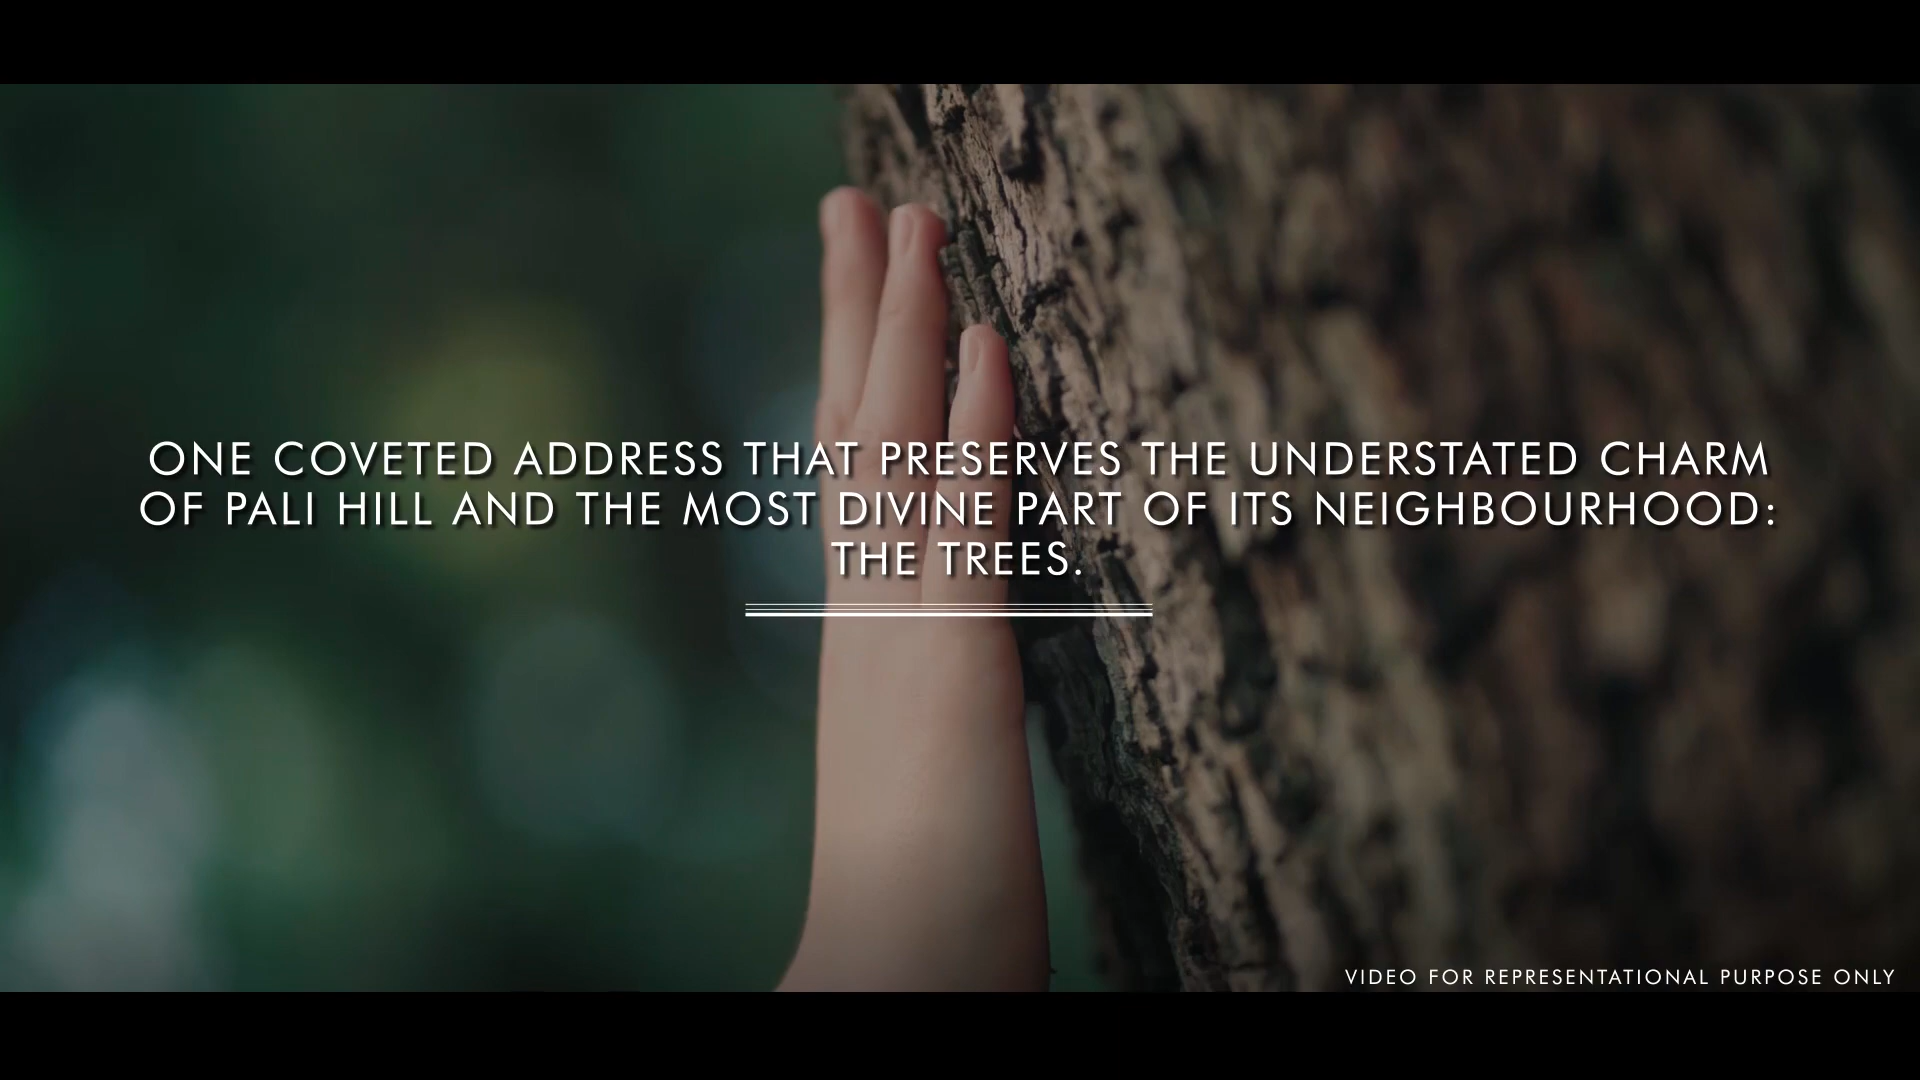 ONE COVETED ADDRESS THAT PRESERVES THE UNDERSTATED CHARM
OF PALI HILL AND THE MOST DIVINE PART OF ITS NEIGHBOURHOOD:
THE TREES.
VIDEO FOR REPRESENTATIONAL PURPOSE ONLY